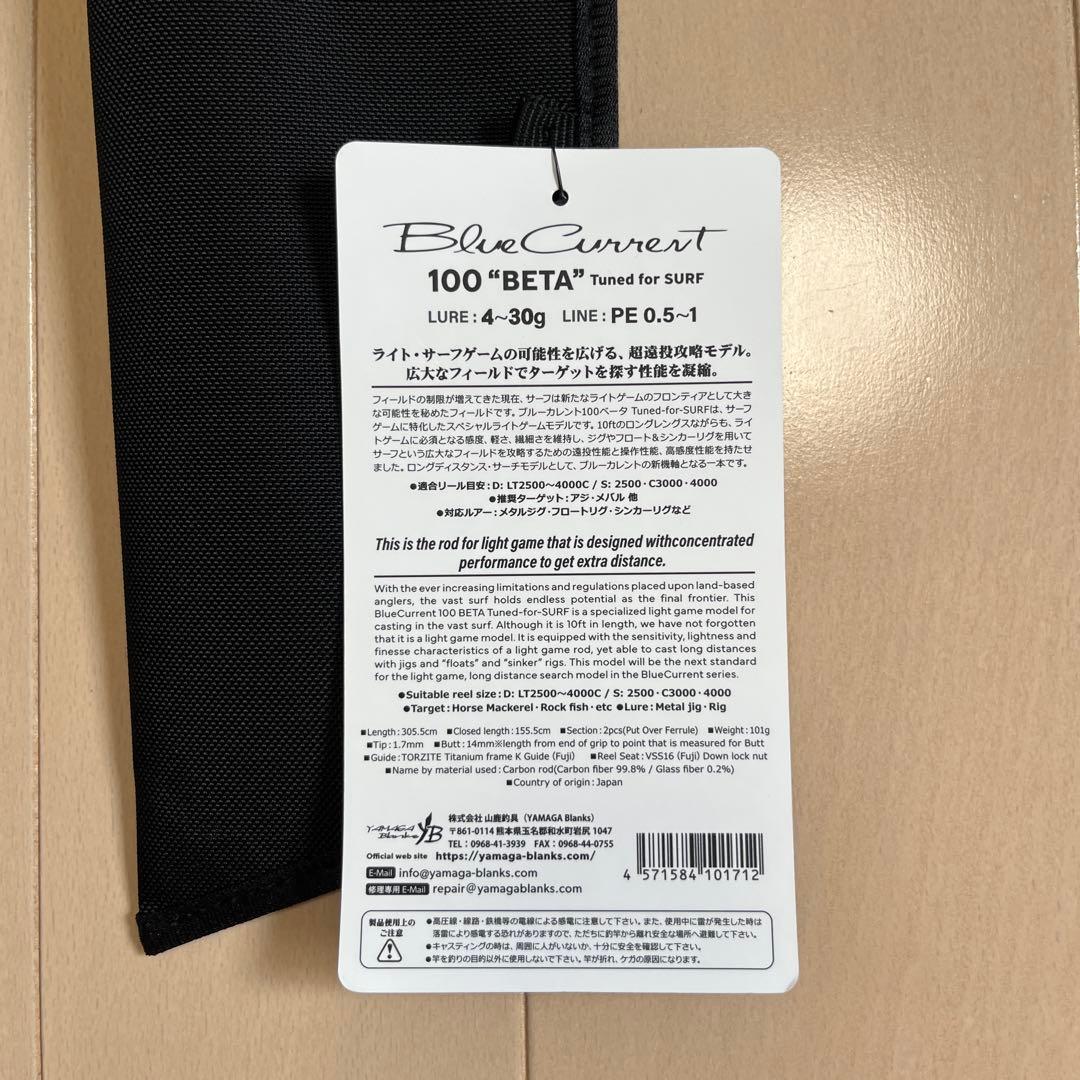 BlueCurrent
100 “BETA” Tuned for SURF
LURE : 4~30g LINE : PE 0.5~1
ライト・サーフゲームの可能性を広げる、超遠投攻略モデル。
広大なフィールドでターゲットを探す性能を凝縮。
フィールドの制限が増えてきた現在、サーフは新たなライトゲームのフロンティアとして大き
な可能性を秘めたフィールドです。ブルーカレント100ベータ Tuned-for-SURFは、サーフ
ゲームに特化したスペシャルライトゲームモデルです。10ftのロングレングスながらも、ライ
トゲームに必須となる感度、軽さ、繊細さを維持し、ジグやフロート&シンカーリグを用いて
サーフという広大なフィールドを攻略するための遠投性能と操作性能、高感度性能を持たせ
ました。ロングディスタンス・サーチモデルとして、ブルーカレントの新機軸となる一本です。
●適合リール目安：D: LT2500~4000C / S: 2500・C3000・4000
●推奨ターゲット：アジ・メバル 他
●対応ルアー：メタルジグ・フロートリグ・シンカーリグなど
This is the rod for light game that is designed withconcentrated
performance to get extra distance.
With the ever increasing limitations and regulations placed upon land-based
anglers, the vast surf holds endless potential as the final frontier. This
BlueCurrent 100 BETA Tuned-for-SURF is a specialized light game model for
casting in the vast surf. Although it is 10ft in length, we have not forgotten
that it is a light game model. It is equipped with the sensitivity, lightness and
finesse characteristics of a light game rod, yet able to cast long distances
with jigs and “floats” and “sinker” rigs. This model will be the next standard
for the light game, long distance search model in the BlueCurrent series.
●Suitable reel size : D: LT2500~4000C / S: 2500・C3000・4000
●Target : Horse Mackerel・Rock fish・etc ●Lure : Metal jig・Rig
■Length : 305.5cm ■Closed length : 155.5cm ■Section : 2pcs(Put Over Ferrule) ■Weight : 101g
■Tip : 1.7mm ■Butt : 14mm※length from end of grip to point that is measured for Butt
■Guide : TORZITE Titanium frame K Guide (Fuji) ■Reel Seat : VSS16 (Fuji) Down lock nut
■Name by material used : Carbon rod(Carbon fiber 99.8% / Glass fiber 0.2%)
■Country of origin : Japan
YAMAGA Blanks YB
株式会社 山鹿釣具（YAMAGA Blanks）
〒861-0114 熊本県玉名郡和水町岩尻 1047
TEL：0968-41-3939 FAX：0968-44-0755
Official web site https://yamaga-blanks.com/
E-Mail info@yamaga-blanks.com
修理専用 E-Mail repair@yamagablanks.com
4 571584 101712
製品使用上の
ご注意
●高圧線・線路・鉄橋等の電線による感電に注意して下さい。また、使用中に雷が発生した時は
落雷により感電する恐れがありますので、ただちに釣竿から離れ安全な場所へ避難して下さい。
●キャスティングの時は、周囲に人がいないか、十分に安全を確認して下さい。
●竿を釣りの目的以外に使用しないで下さい。竿が折れ、ケガの原因になります。